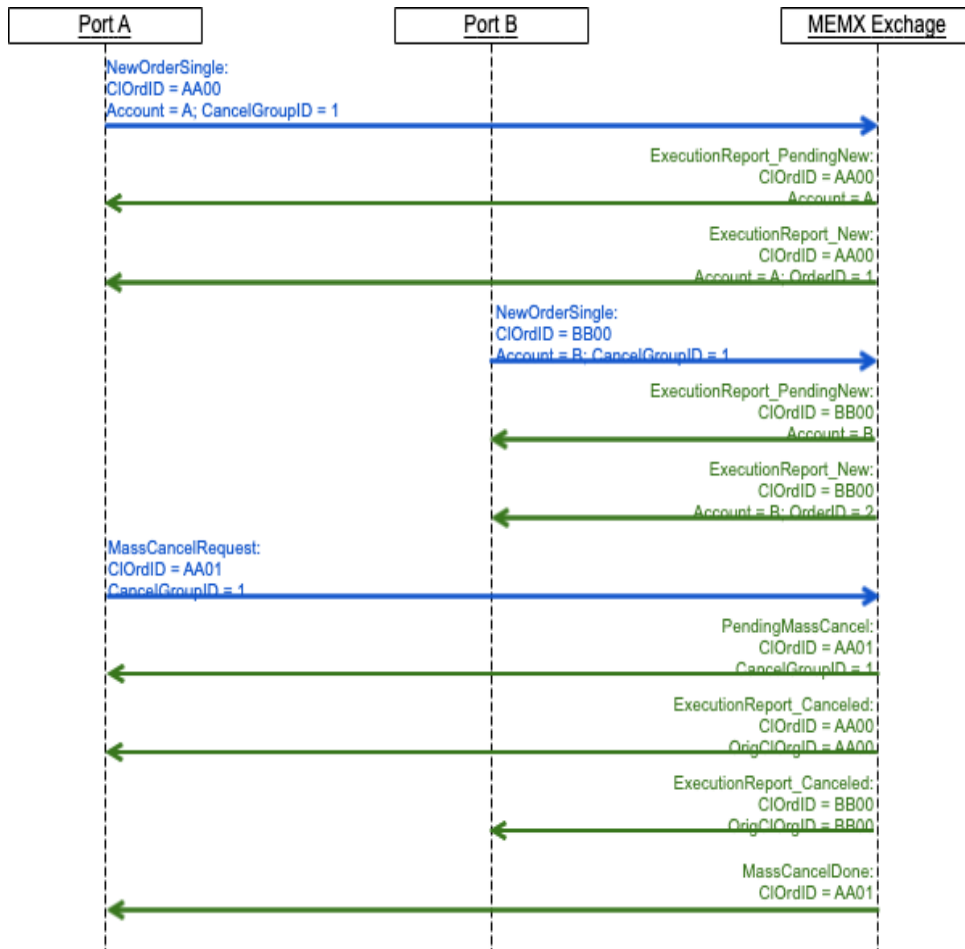 Port A
Port B
MEMX Exchage
NewOrderSingle:
ClOrdID = AA00
Account = A; CancelGroupID = 1
ExecutionReport_PendingNew:
ClOrdID = AA00
Account = A
ExecutionReport_New:
ClOrdID = AA00
Account = A; OrderID = 1
NewOrderSingle:
ClOrdID = BB00
Account = B; CancelGroupID = 1
ExecutionReport_PendingNew:
ClOrdID = BB00
Account = B
ExecutionReport_New:
ClOrdID = BB00
Account = B; OrderID = 2
MassCancelRequest:
ClOrdID = AA01
CancelGroupID = 1
PendingMassCancel:
ClOrdID = AA01
CancelGroupID = 1
ExecutionReport_Canceled:
ClOrdID = AA00
OrigClOrgID = AA00
ExecutionReport_Canceled:
ClOrdID = BB00
OrigClOrgID = BB00
MassCancelDone:
ClOrdID = AA01